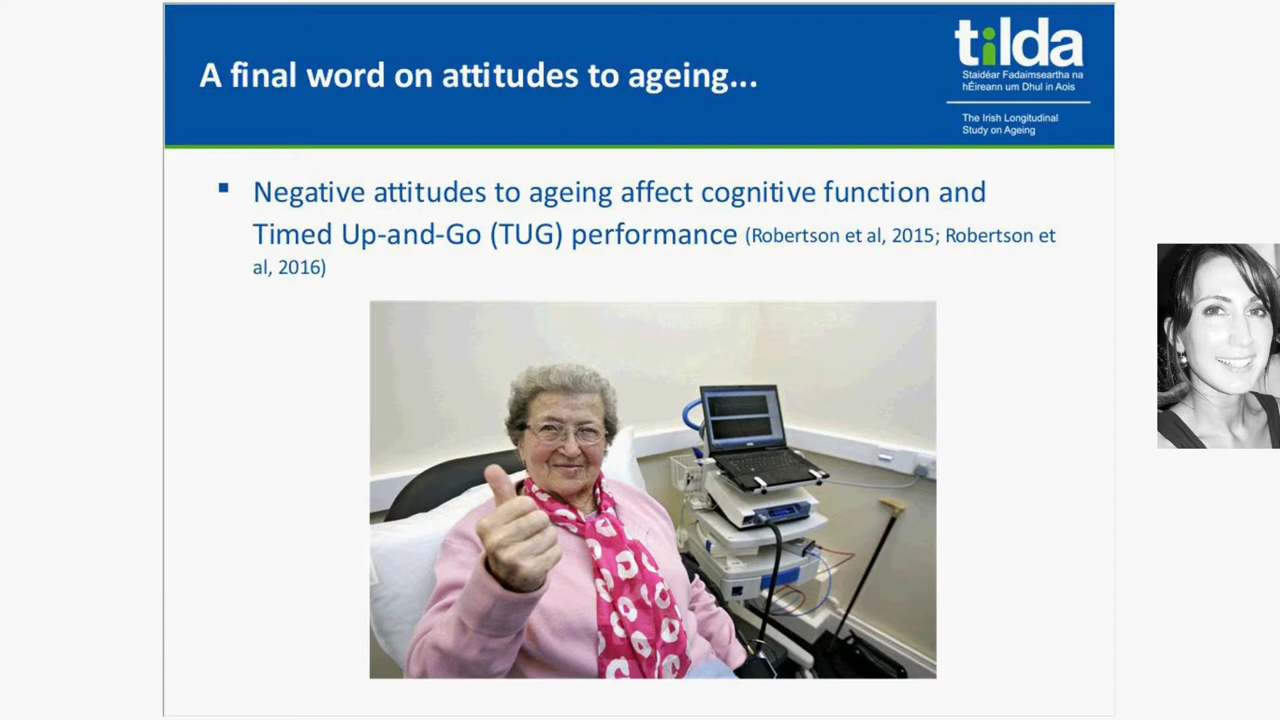 A final word on attitudes to ageing...
tilda
Staidéar Fadaimseartha na
hÉireann um Dhul in Aois
The Irish Longitudinal
Study on Ageing
▪ Negative attitudes to ageing affect cognitive function and
Timed Up-and-Go (TUG) performance (Robertson et al, 2015; Robertson et
al, 2016)